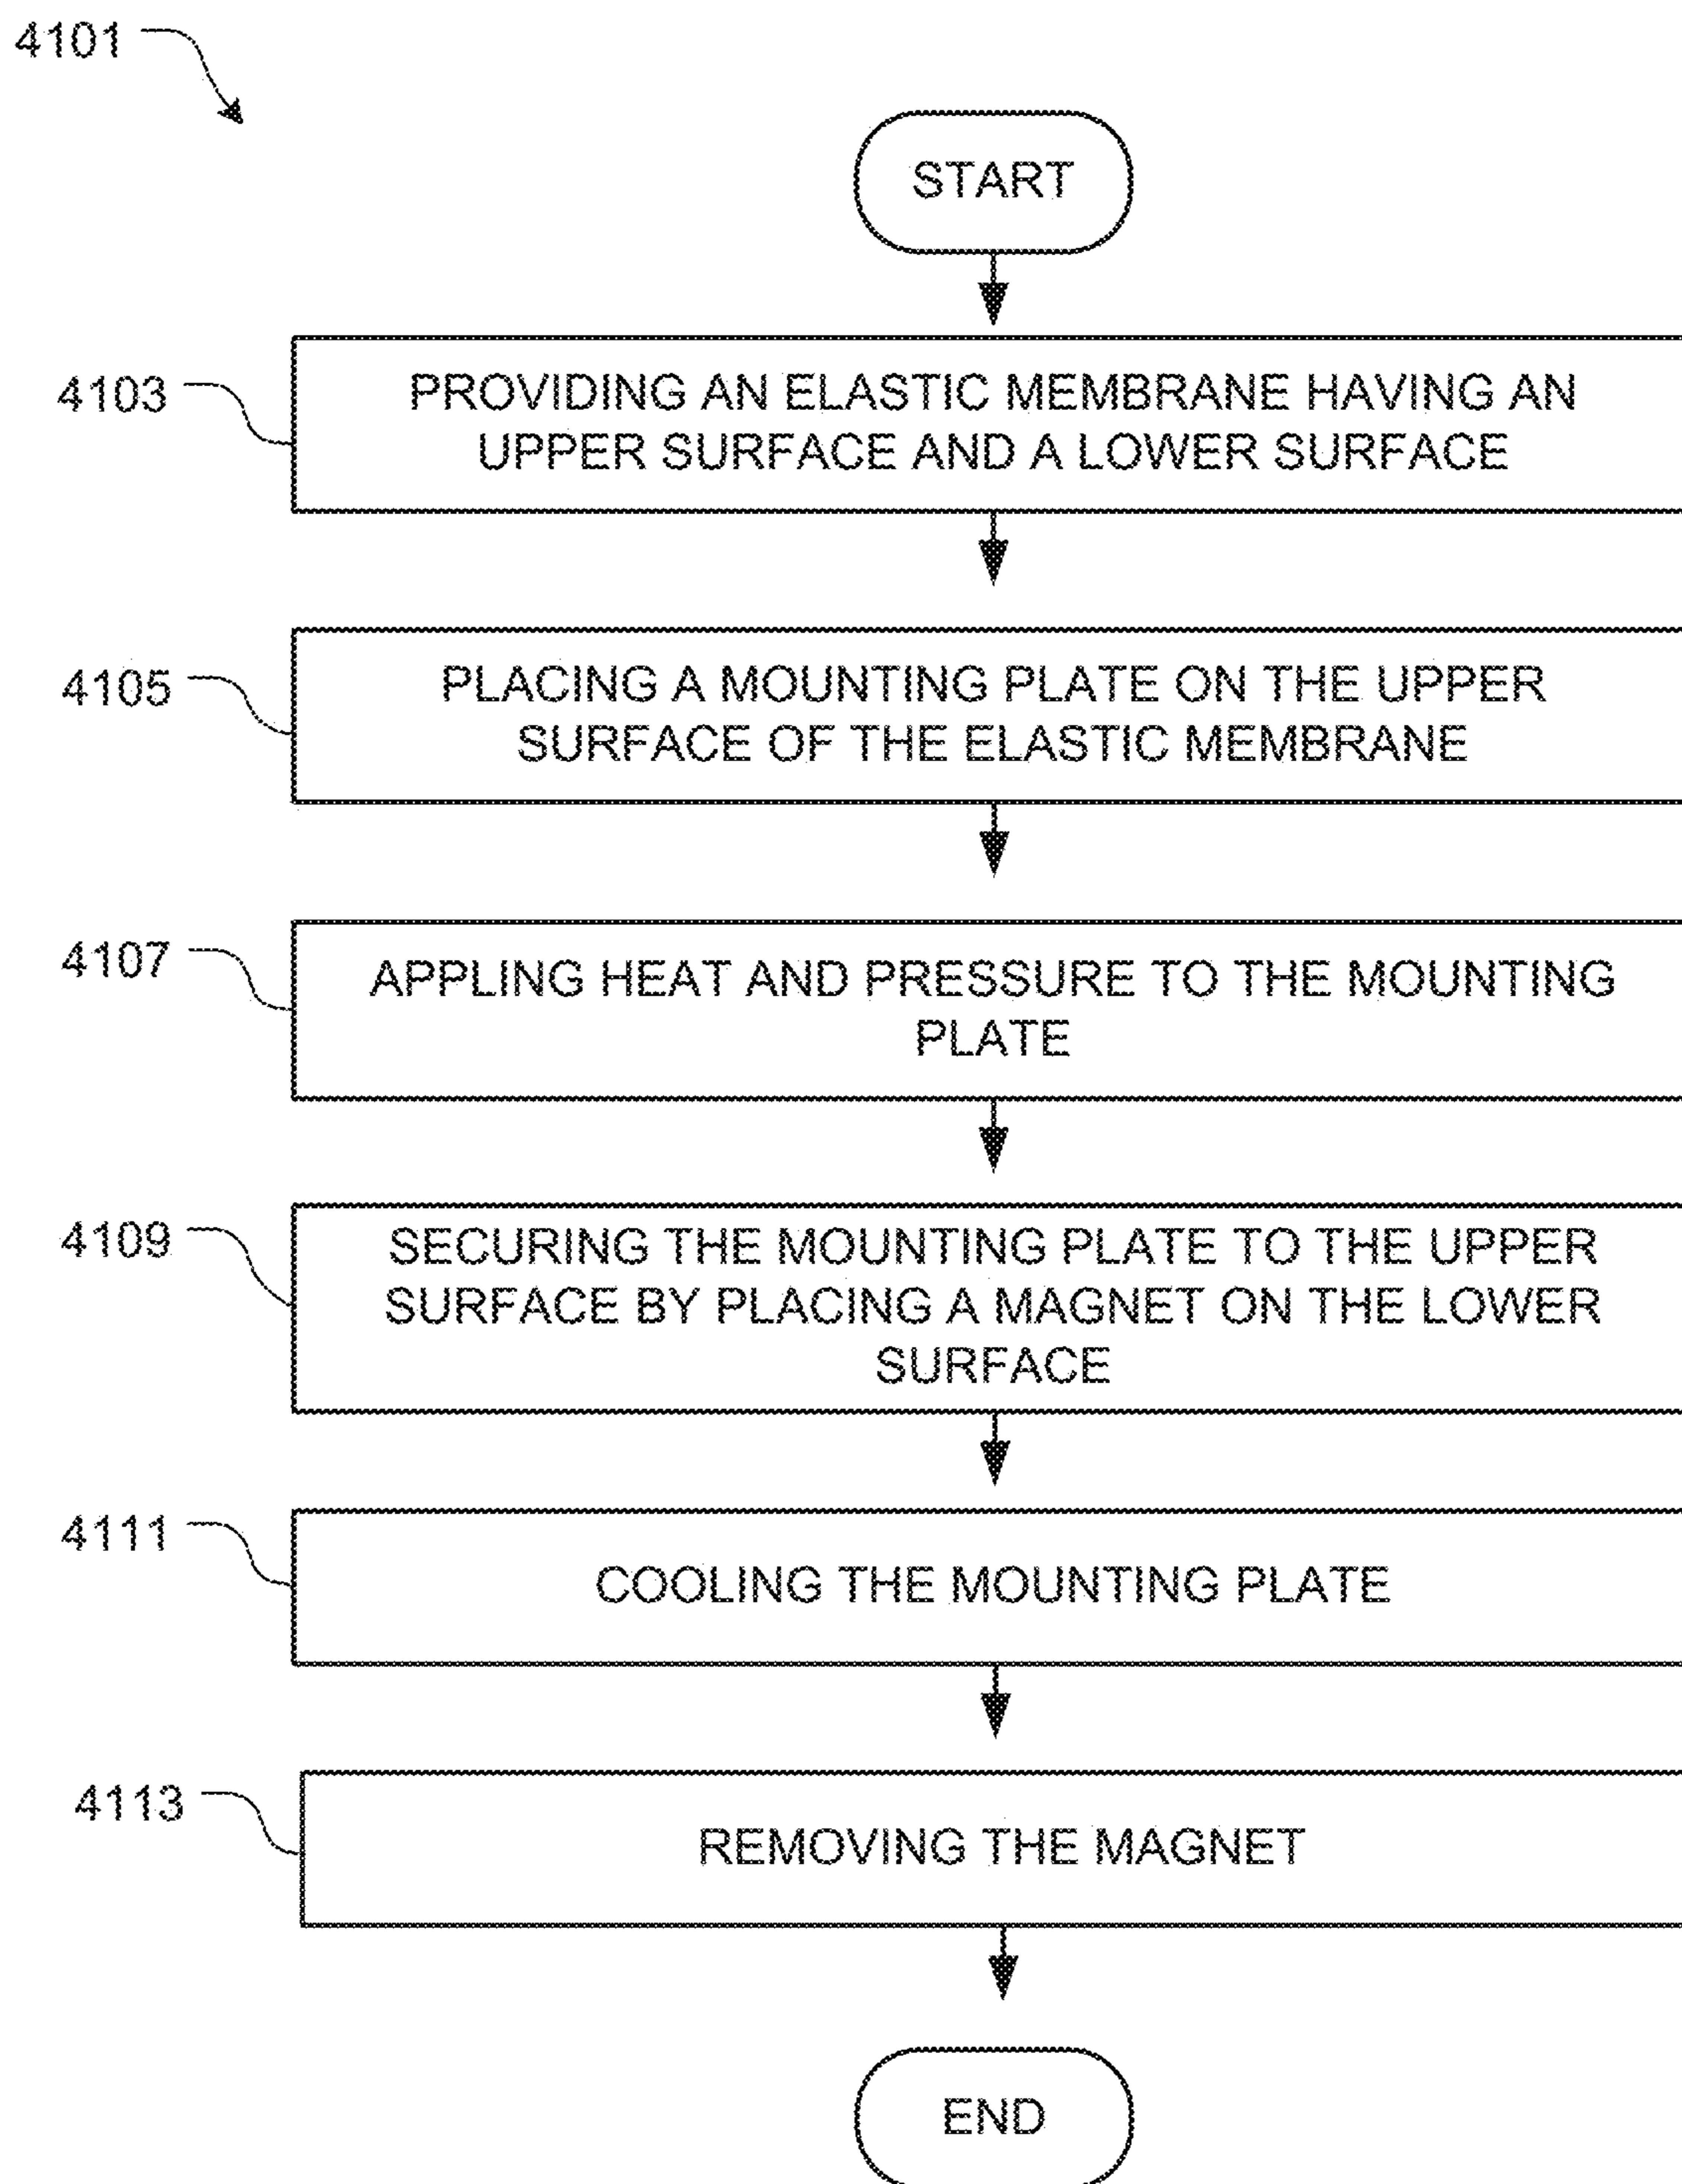 4101
START
4103
PROVIDING AN ELASTIC MEMBRANE HAVING AN
UPPER SURFACE AND A LOWER SURFACE
4105
PLACING A MOUNTING PLATE ON THE UPPER
SURFACE OF THE ELASTIC MEMBRANE
4107
APPLING HEAT AND PRESSURE TO THE MOUNTING
PLATE
4109
SECURING THE MOUNTING PLATE TO THE UPPER
SURFACE BY PLACING A MAGNET ON THE LOWER
SURFACE
4111
COOLING THE MOUNTING PLATE
4113
REMOVING THE MAGNET
END